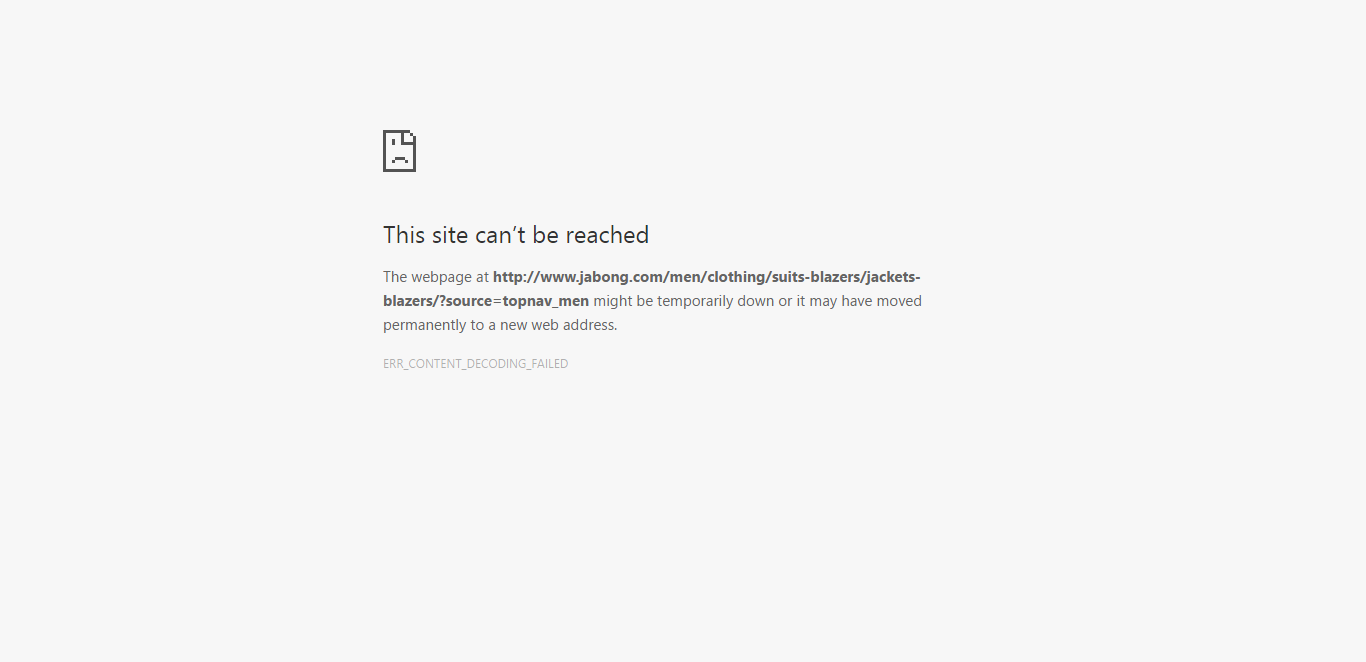 This site can’t be reached
The webpage at http://www.jabong.com/men/clothing/suits-blazers/jackets-
blazers/?source=topnav_men might be temporarily down or it may have moved
permanently to a new web address.
ERR_CONTENT_DECODING_FAILED